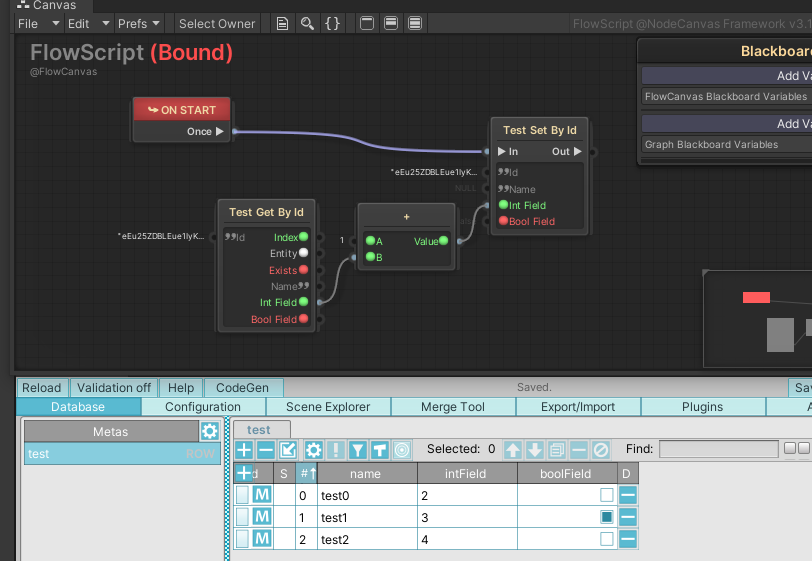 Canvas
File Edit Prefs Select Owner FlowScript @NodeCanvas Framework v3.1
FlowScript (Bound)
@FlowCanvas
Blackboar
Add Va
FlowCanvas Blackboard Variables
Add Va
Graph Blackboard Variables
ON START
Once
Test Set By Id
In Out
"eEu25ZDBLEue1IyK... Id
NULL Name
Int Field
Bool Field
Test Get By Id
"eEu25ZDBLEue1IyK... Id Index
Entity
Exists
Name
Int Field
Bool Field
+
1 A Value
B
Reload Validation off Help CodeGen Saved. Sav
Database Configuration Scene Explorer Merge Tool Export/Import Plugins A
Metas
test ROW
test
Selected: 0 Find:
d S # name intField boolField D
M 0 test0 2
M 1 test1 3
M 2 test2 4